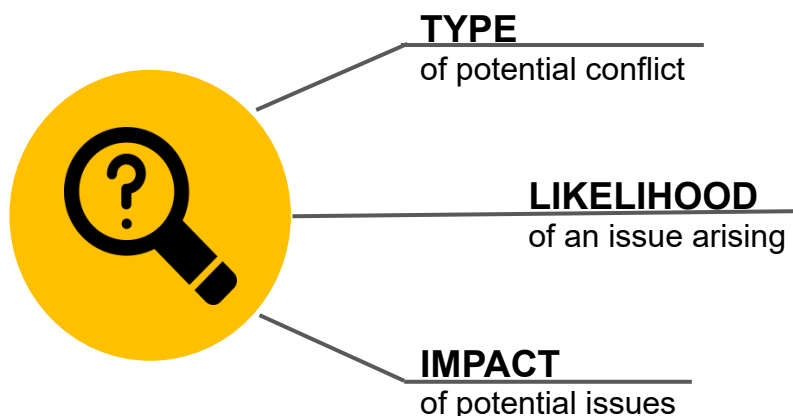 TYPE
of potential conflict
LIKELIHOOD
of an issue arising
IMPACT
of potential issues